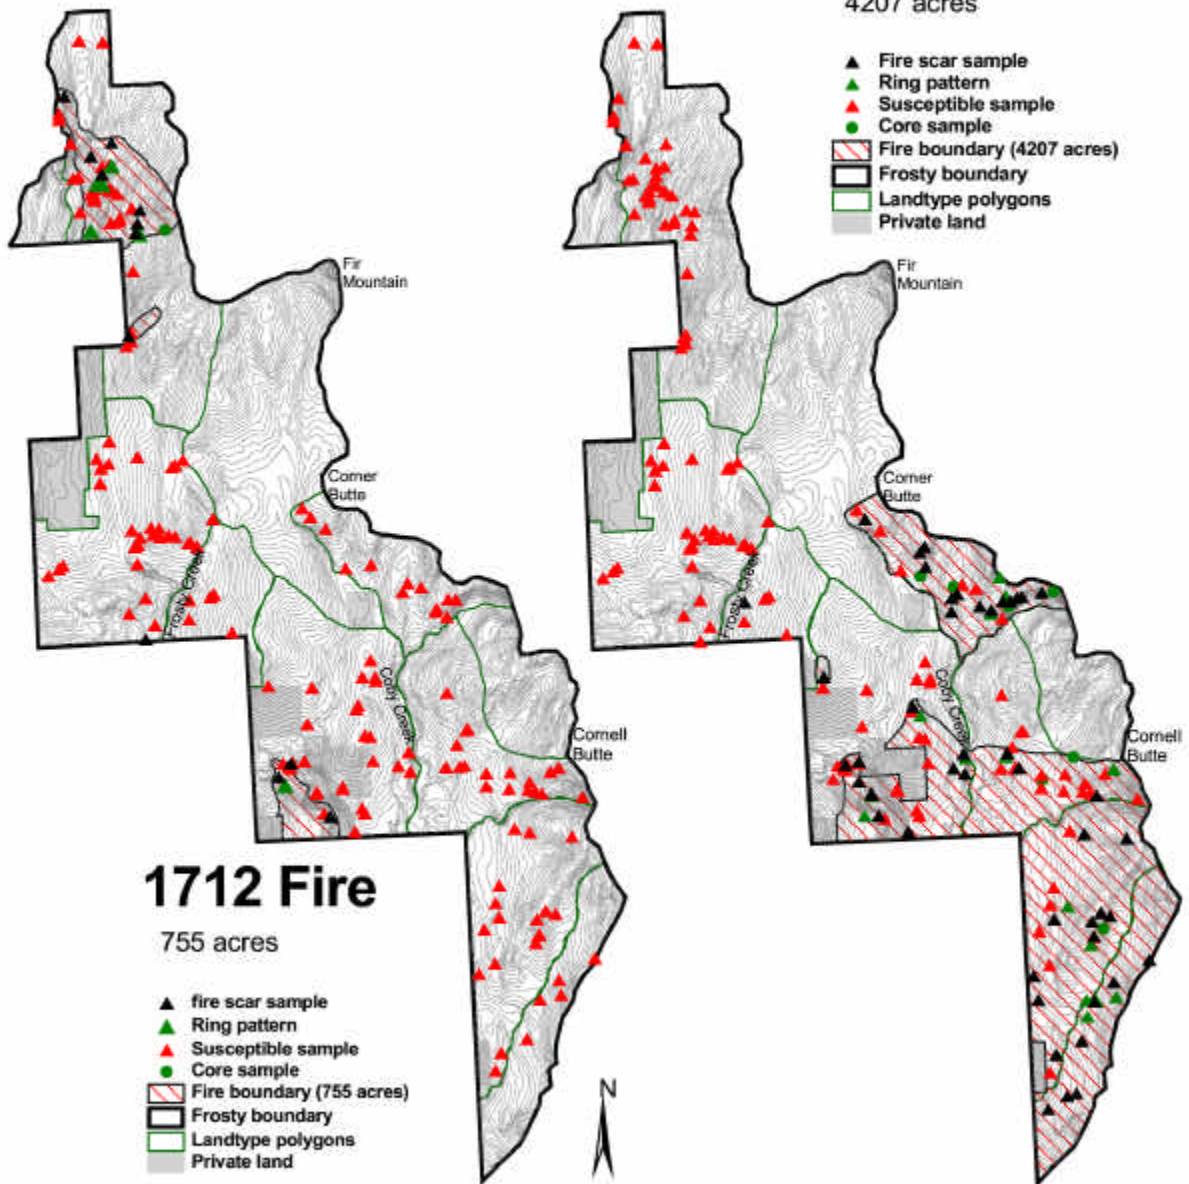 4207 acres
Fire scar sample
Ring pattern
Susceptible sample
Core sample
Fire boundary (4207 acres)
Frosty boundary
Landtype polygons
Private land
Fir
Mountain
Fir
Mountain
Corner
Butte
Corner
Butte
Frosty Creek
Frosty Creek
Coby Creek
Coby Creek
Cornell
Butte
Cornell
Butte
1712 Fire
755 acres
fire scar sample
Ring pattern
Susceptible sample
Core sample
Fire boundary (755 acres)
Frosty boundary
Landtype polygons
Private land
N